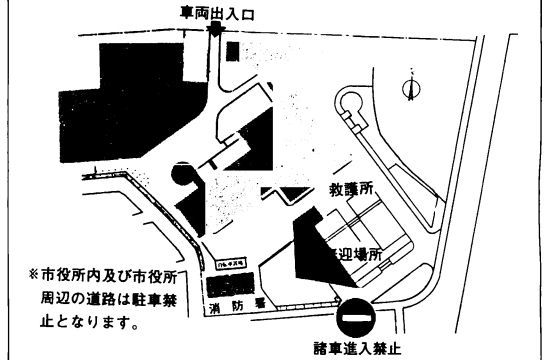 車両出入口
救護所
迎場所
※市役所内及び市役所
周辺の道路は駐車禁
止となります。
消防署
諸車進入禁止